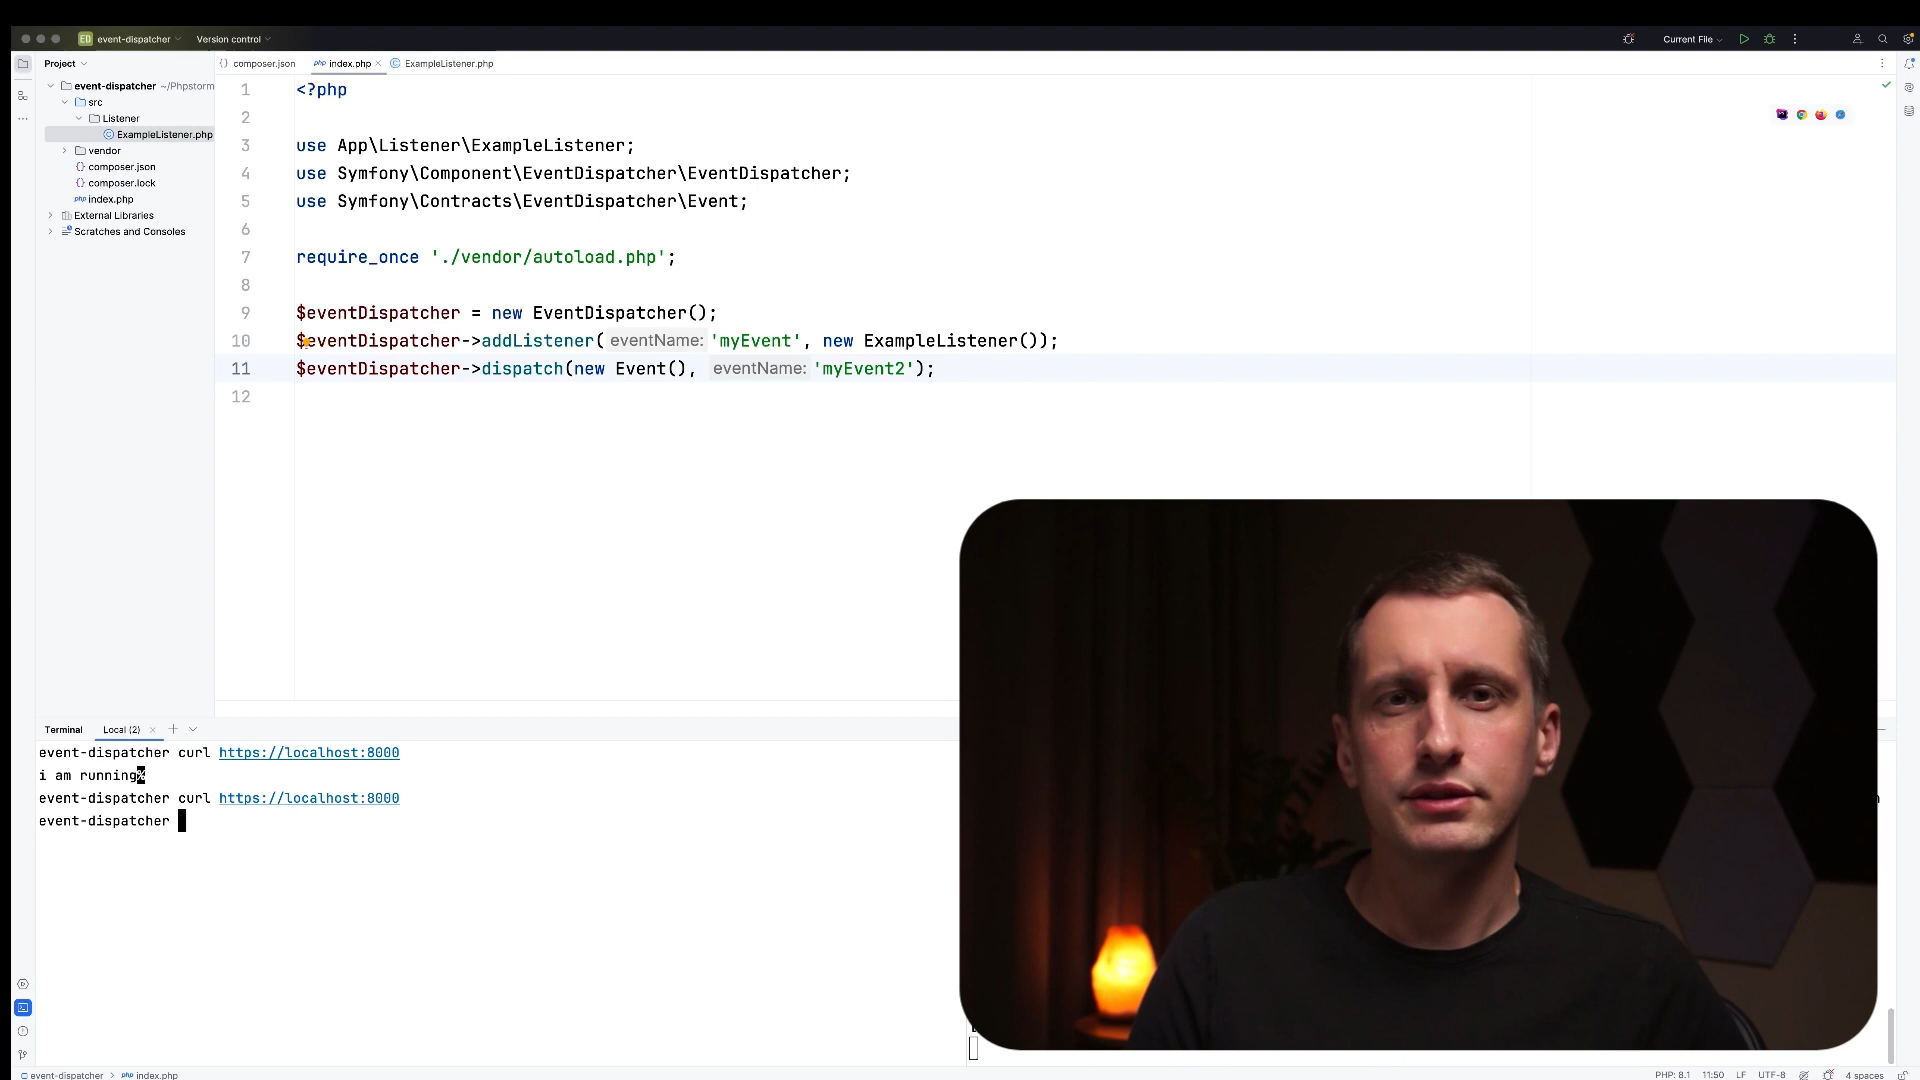 ED event-dispatcher Version control Current File
Project composer.json index.php ExampleListener.php
event-dispatcher ~/Phpstorm
src
Listener
ExampleListener.php
vendor
composer.json
composer.lock
index.php
External Libraries
Scratches and Consoles
1 <?php
2
3 use App\Listener\ExampleListener;
4 use Symfony\Component\EventDispatcher\EventDispatcher;
5 use Symfony\Contracts\EventDispatcher\Event;
6
7 require_once './vendor/autoload.php';
8
9 $eventDispatcher = new EventDispatcher();
10 $eventDispatcher->addListener( eventName: 'myEvent', new ExampleListener());
11 $eventDispatcher->dispatch(new Event(), eventName: 'myEvent2');
12
Terminal Local (2)
event-dispatcher curl https://localhost:8000
i am running%
event-dispatcher curl https://localhost:8000
event-dispatcher
event-dispatcher > index.php PHP: 8.1 11:50 LF UTF-8 4 spaces